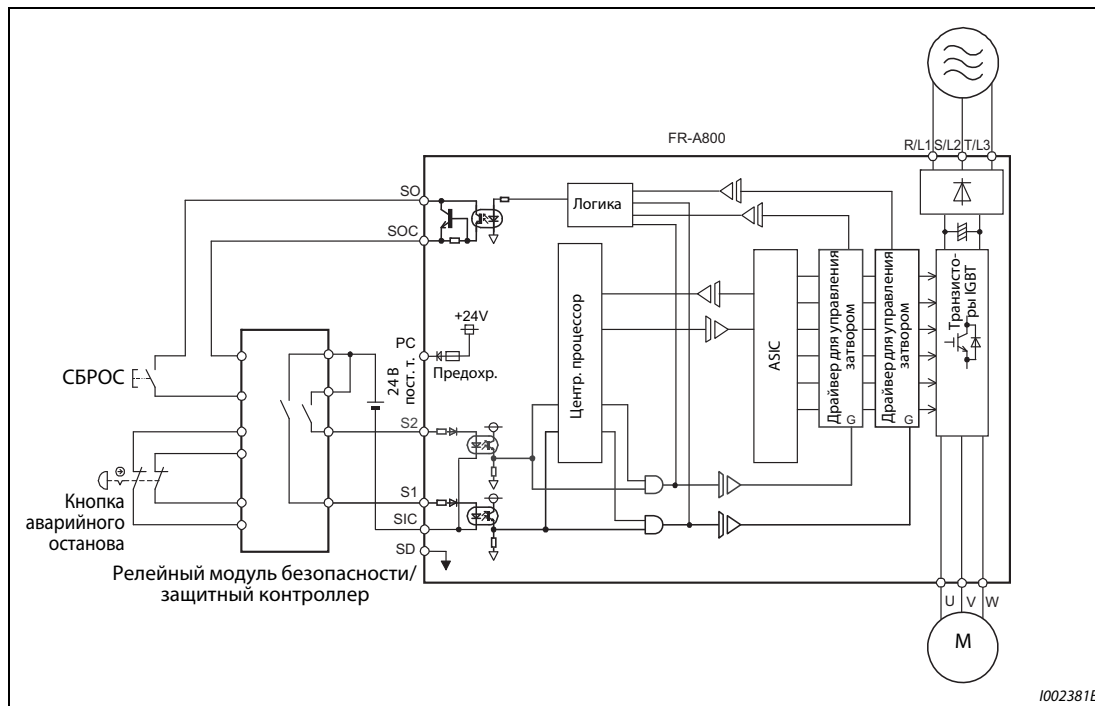 FR-A800
R/L1 S/L2 T/L3
SO
SOC
Логика
Транзисто-
ры IGBT
Драйвер для управления
затвором
G
Драйвер для управления
затвором
G
ASIC
Центр. процессор
+24V
PC
Предохр.
24 В
пост. т.
СБРОС
S2
S1
SIC
SD
Кнопка
аварийного
останова
Релейный модуль безопасности/
защитный контроллер
U V W
M
I002381E